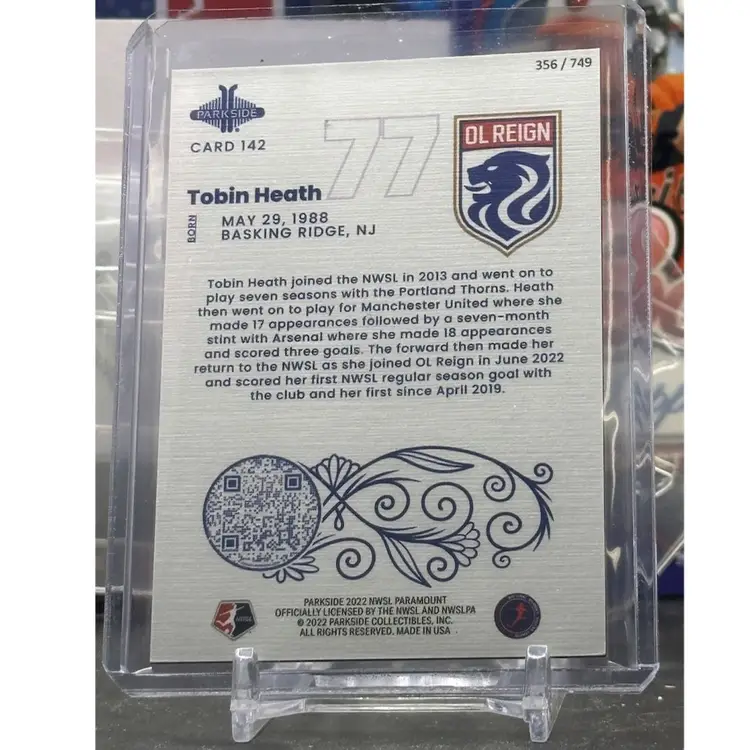 356 / 749
PARKSIDE
CARD 142
77
OL REIGN
Tobin Heath
BORN
MAY 29, 1988
BASKING RIDGE, NJ
Tobin Heath joined the NWSL in 2013 and went on to
play seven seasons with the Portland Thorns. Heath
then went on to play for Manchester United where she
made 17 appearances followed by a seven-month
stint with Arsenal where she made 18 appearances
and scored three goals. The forward then made her
return to the NWSL as she joined OL Reign in June 2022
and scored her first NWSL regular season goal with
the club and her first since April 2019.
PARKSIDE 2022 NWSL PARAMOUNT
OFFICIALLY LICENSED BY THE NWSL AND NWSLPA
© 2022 PARKSIDE COLLECTIBLES, INC.
ALL RIGHTS RESERVED. MADE IN USA